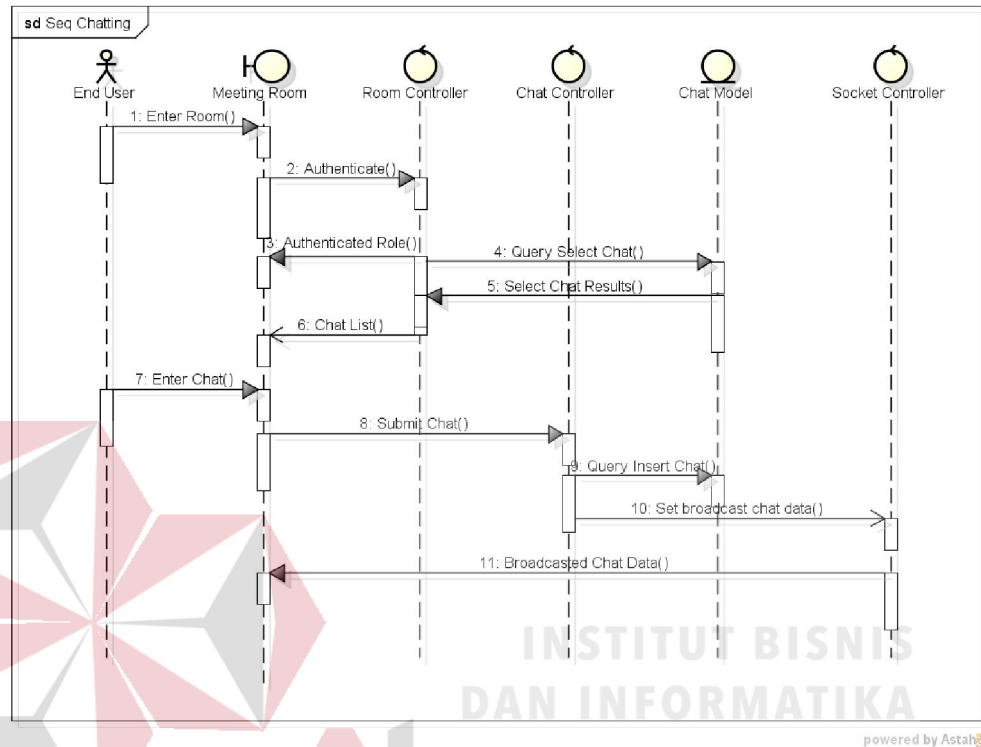 sd Seq Chatting
End User
Meeting Room
Room Controller
Chat Controller
Chat Model
Socket Controller
1: Enter Room()
2: Authenticate()
3: Authenticated Role()
4: Query Select Chat()
5: Select Chat Results()
6: Chat List()
7: Enter Chat()
8: Submit Chat()
9: Query Insert Chat()
10: Set broadcast chat data()
11: Broadcasted Chat Data()
INSTITUT BISNIS
DAN INFORMATIKA
powered by Astah